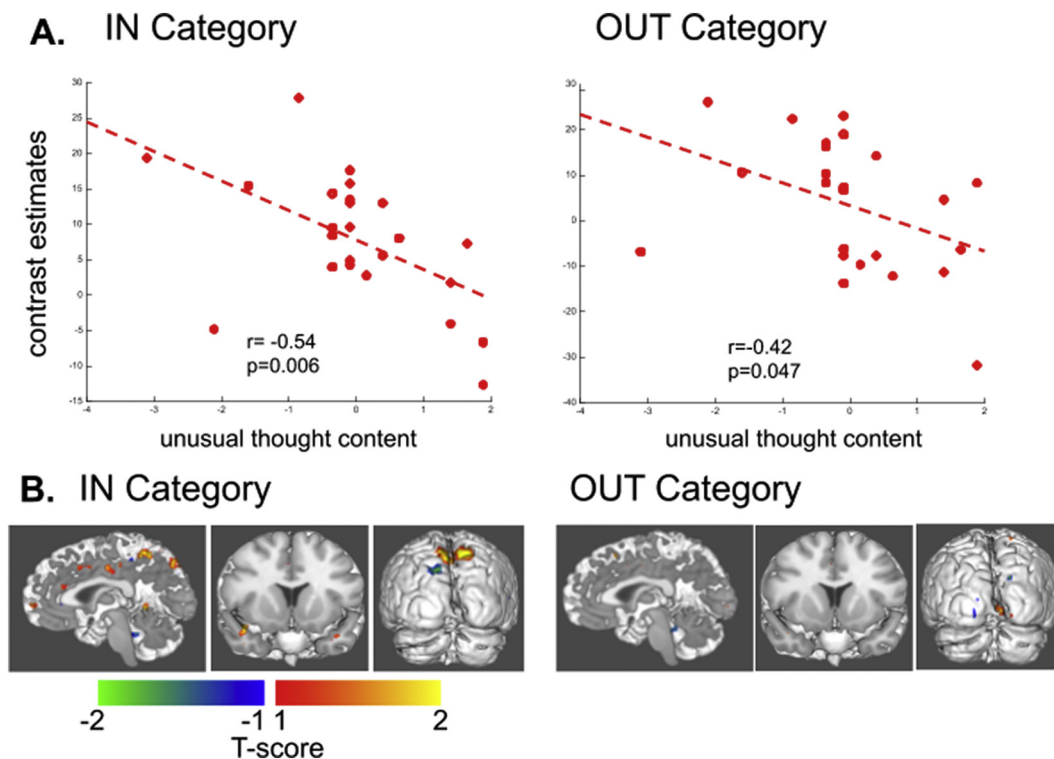 A. IN Category
OUT Category
contrast estimates
30
25
20
15
10
5
0
-5
-10
-15
-4
-3
-2
-1
0
1
2
r= -0.54
p=0.006
unusual thought content
30
20
10
0
-10
-20
-30
-40
-4
-3
-2
-1
0
1
2
r=-0.42
p=0.047
unusual thought content
B. IN Category
OUT Category
-2 -1 1 2
T-score